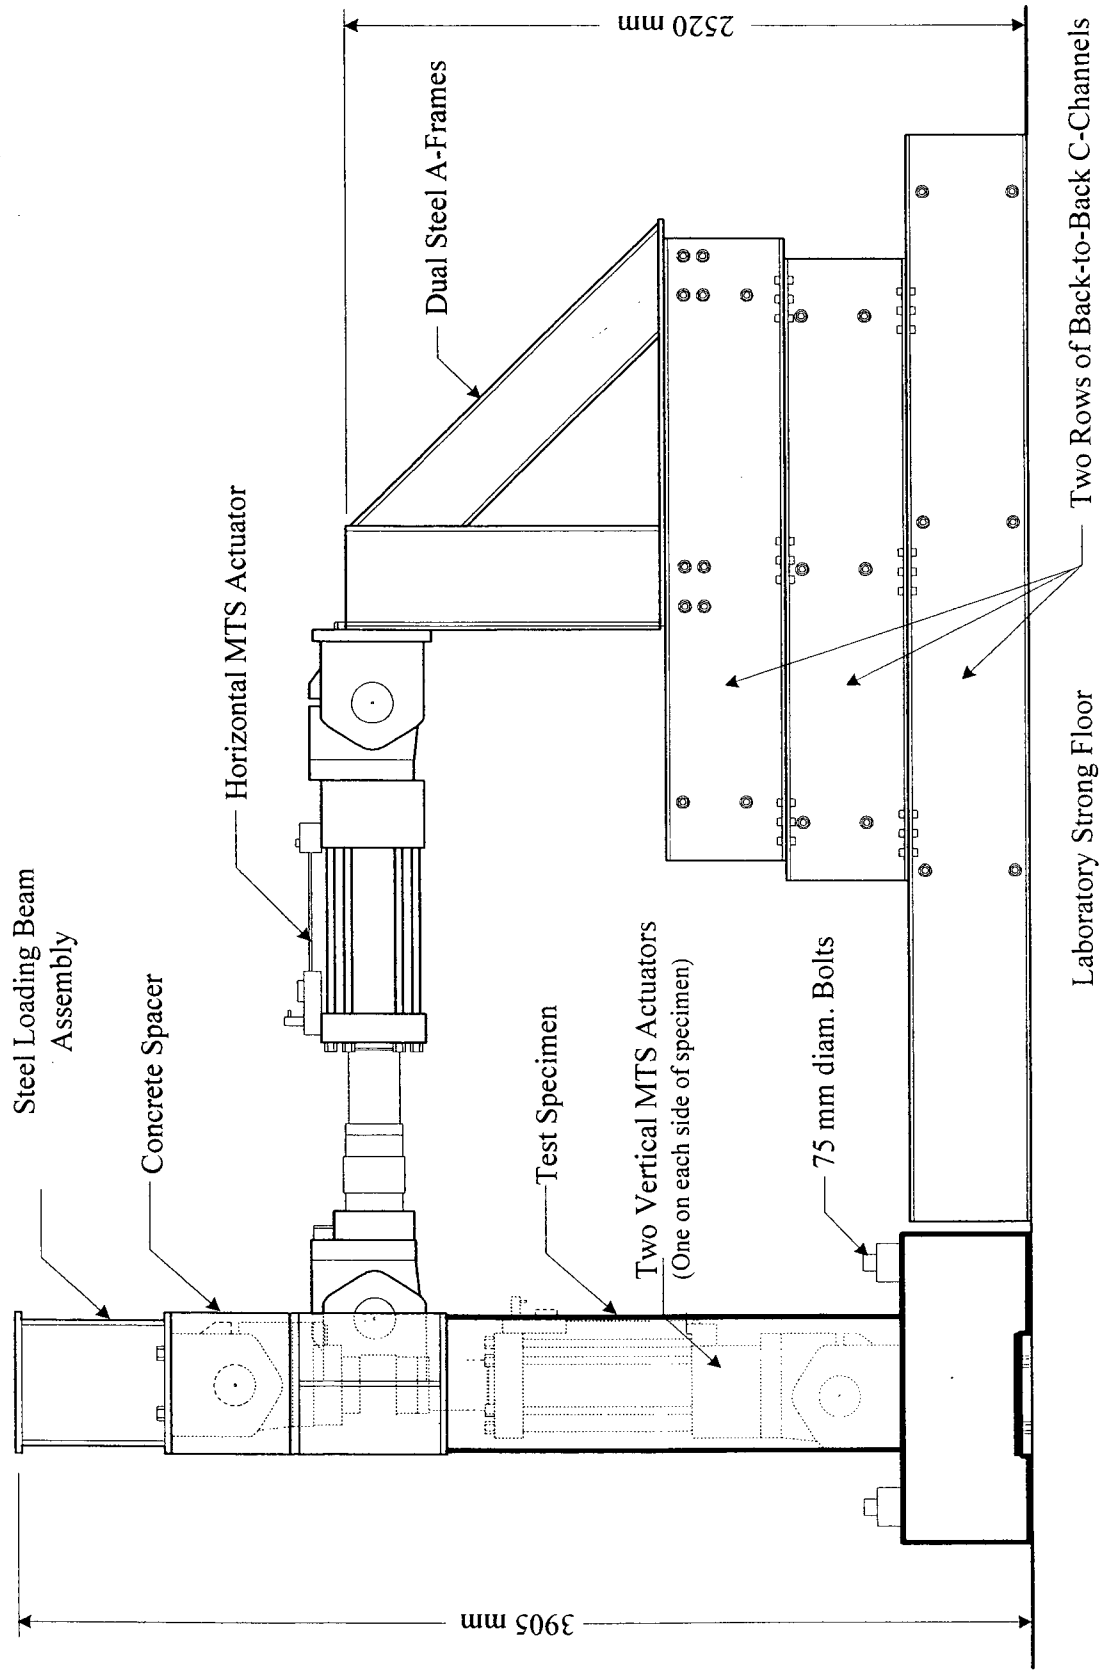 Steel Loading Beam
Assembly
Concrete Spacer
Horizontal MTS Actuator
Dual Steel A-Frames
2520 mm
3905 mm
Test Specimen
Two Vertical MTS Actuators
(One on each side of specimen)
75 mm diam. Bolts
Laboratory Strong Floor
Two Rows of Back-to-Back C-Channels